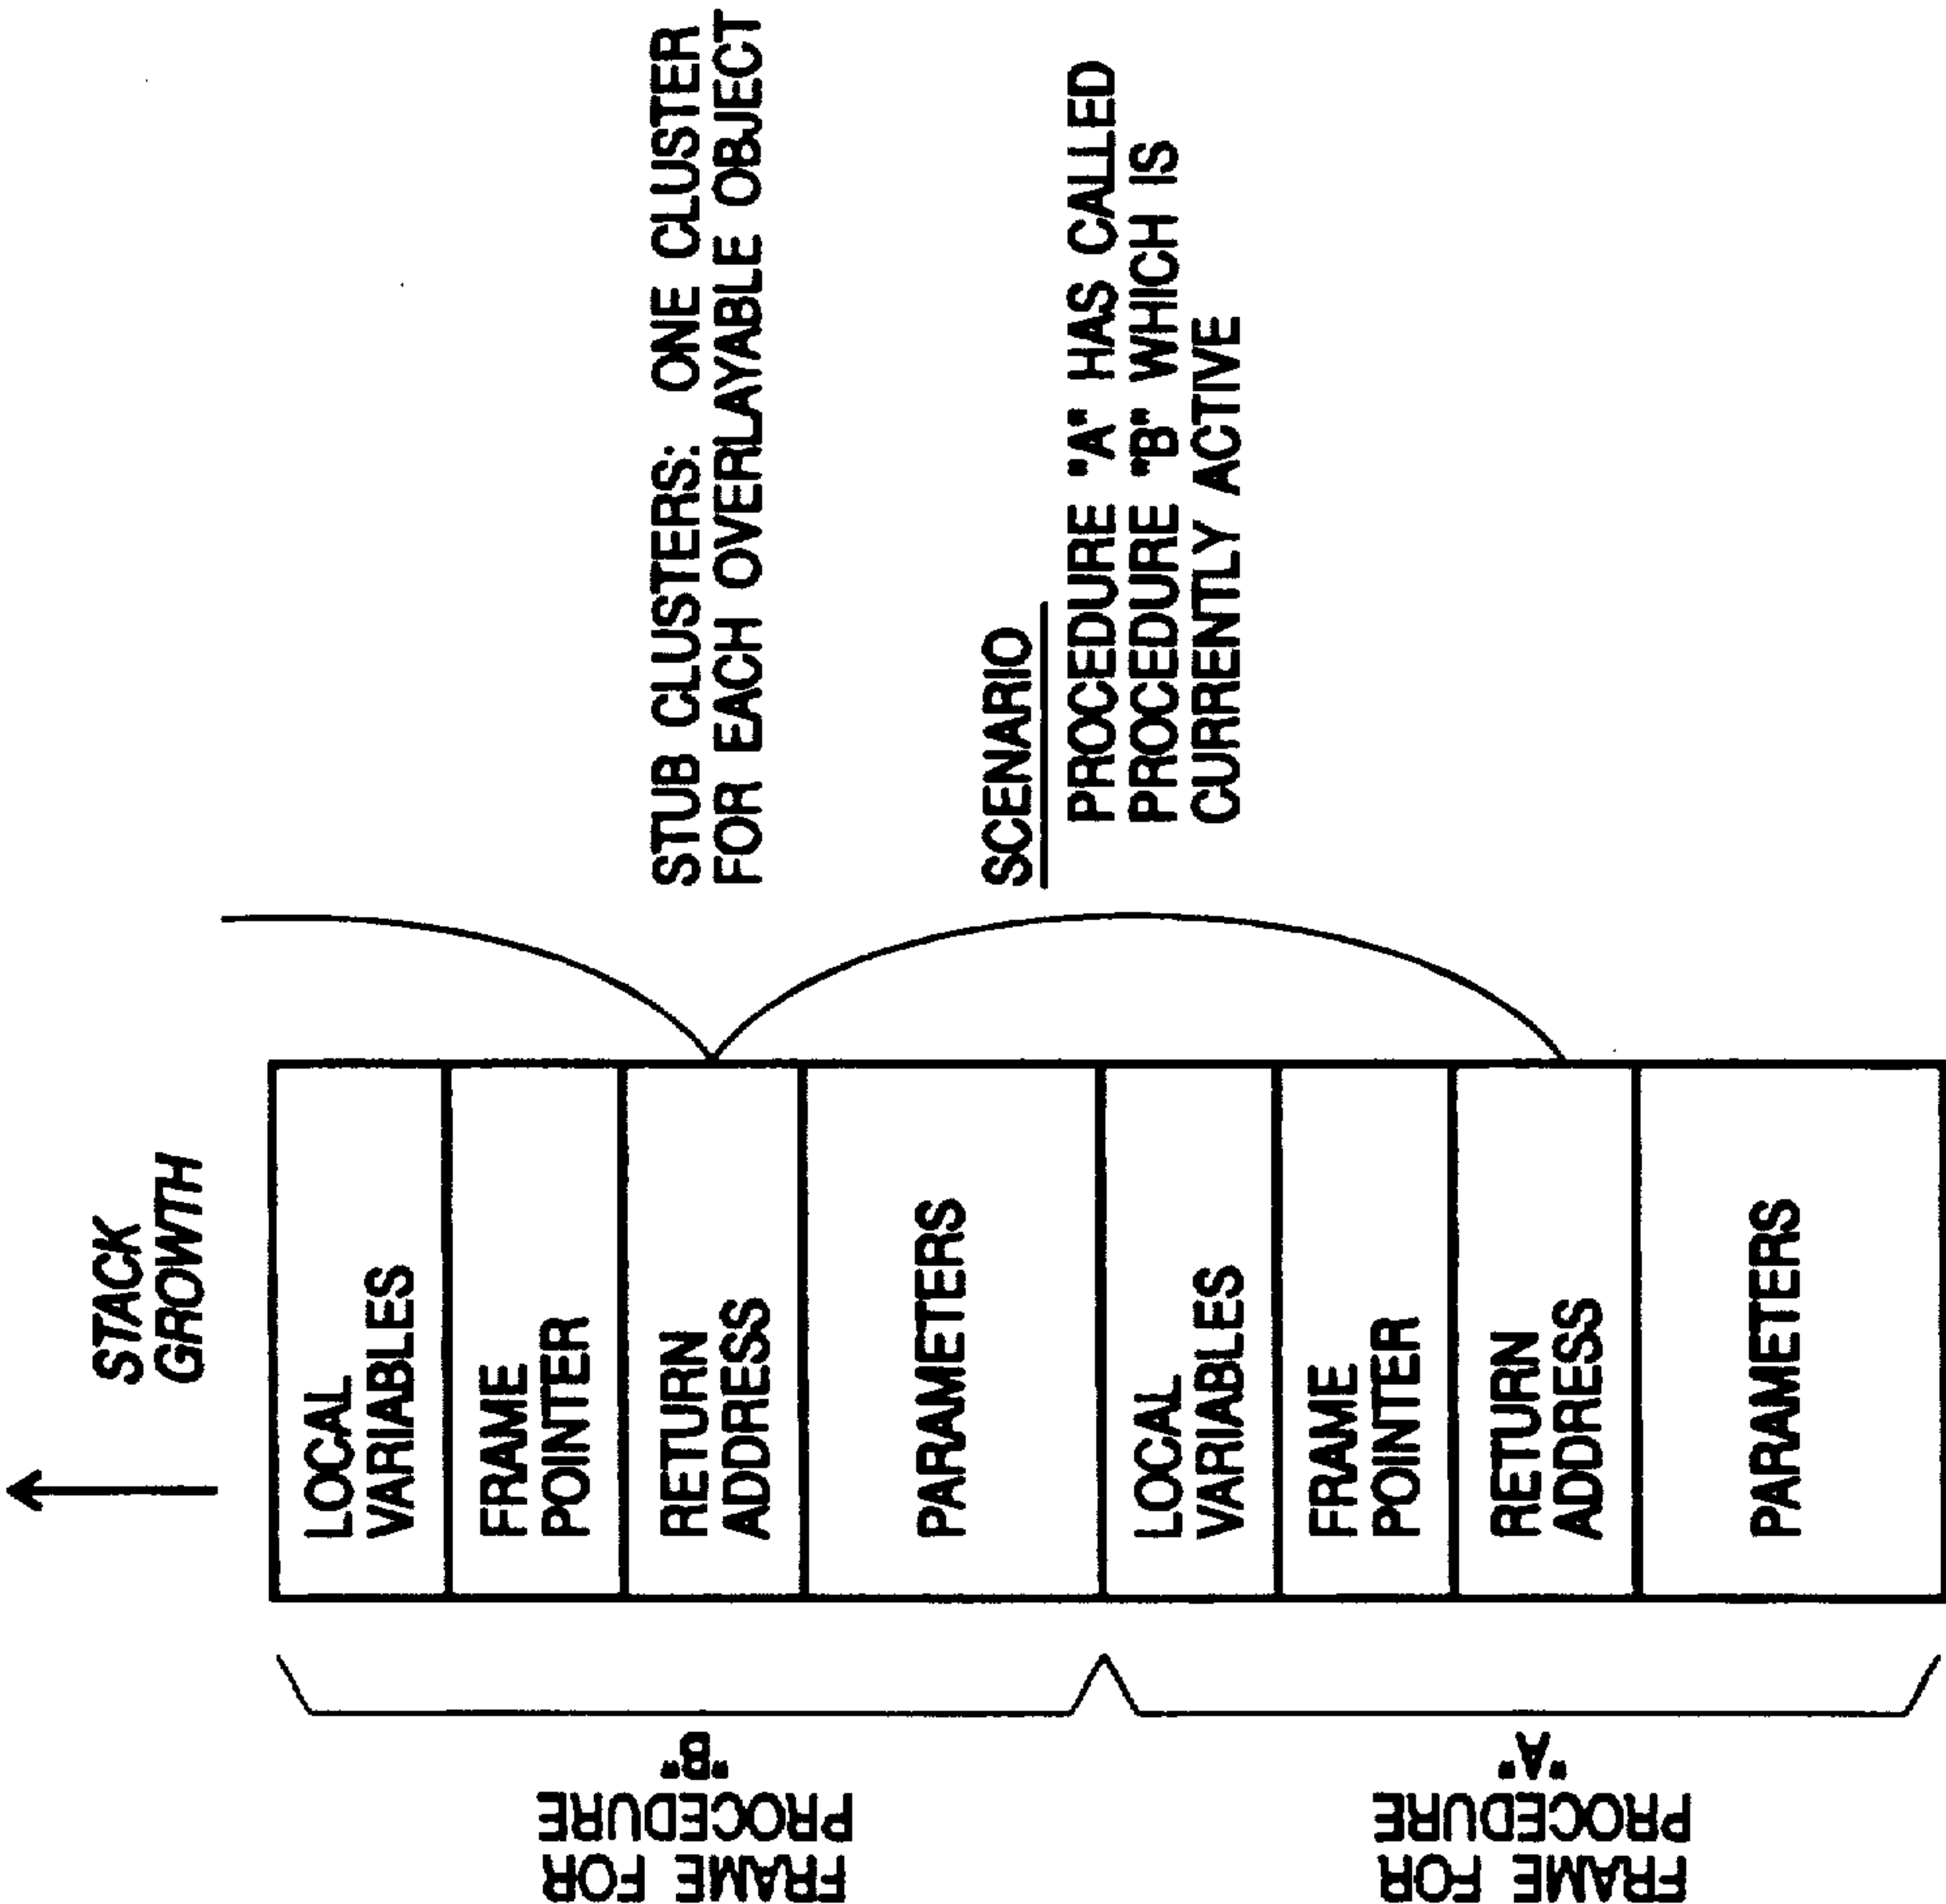 STACK
GROWTH
LOCAL
VARIABLES
FRAME
POINTER
RETURN
ADDRESS
PARAMETERS
LOCAL
VARIABLES
FRAME
POINTER
RETURN
ADDRESS
PARAMETERS
FRAME FOR
PROCEDURE
"B"
FRAME FOR
PROCEDURE
"A"
STUB CLUSTERS: ONE CLUSTER
FOR EACH OVERLAYABLE OBJECT
SCENARIO
PROCEDURE "A" HAS CALLED
PROCEDURE "B" WHICH IS
CURRENTLY ACTIVE